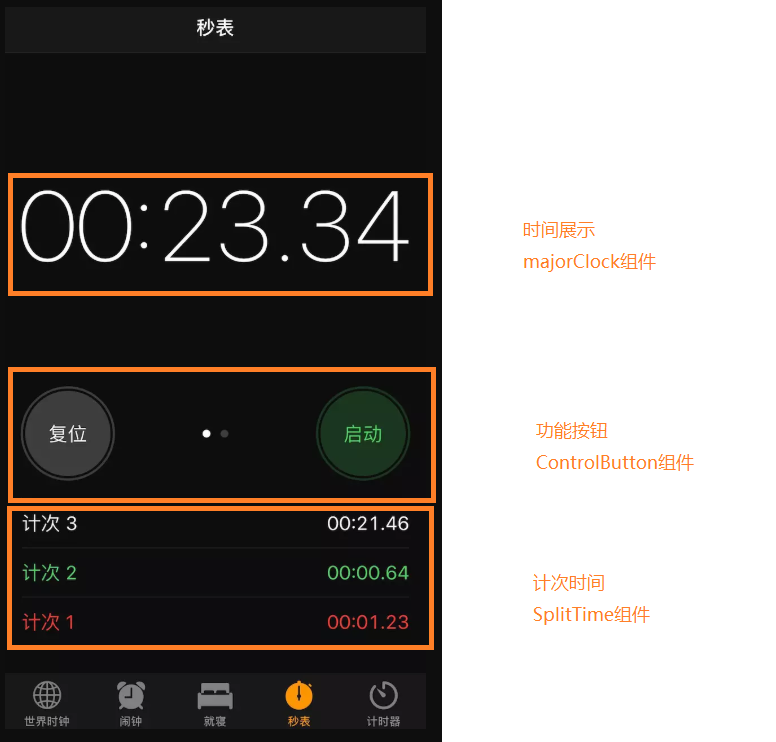 秒表
00:23.34
时间展示
majorClock组件
复位
启动
功能按钮
ControlButton组件
计次 3 00:21.46
计次 2 00:00.64
计次 1 00:01.23
计次时间
SplitTime组件
世界时钟 闹钟 就寝 秒表 计时器